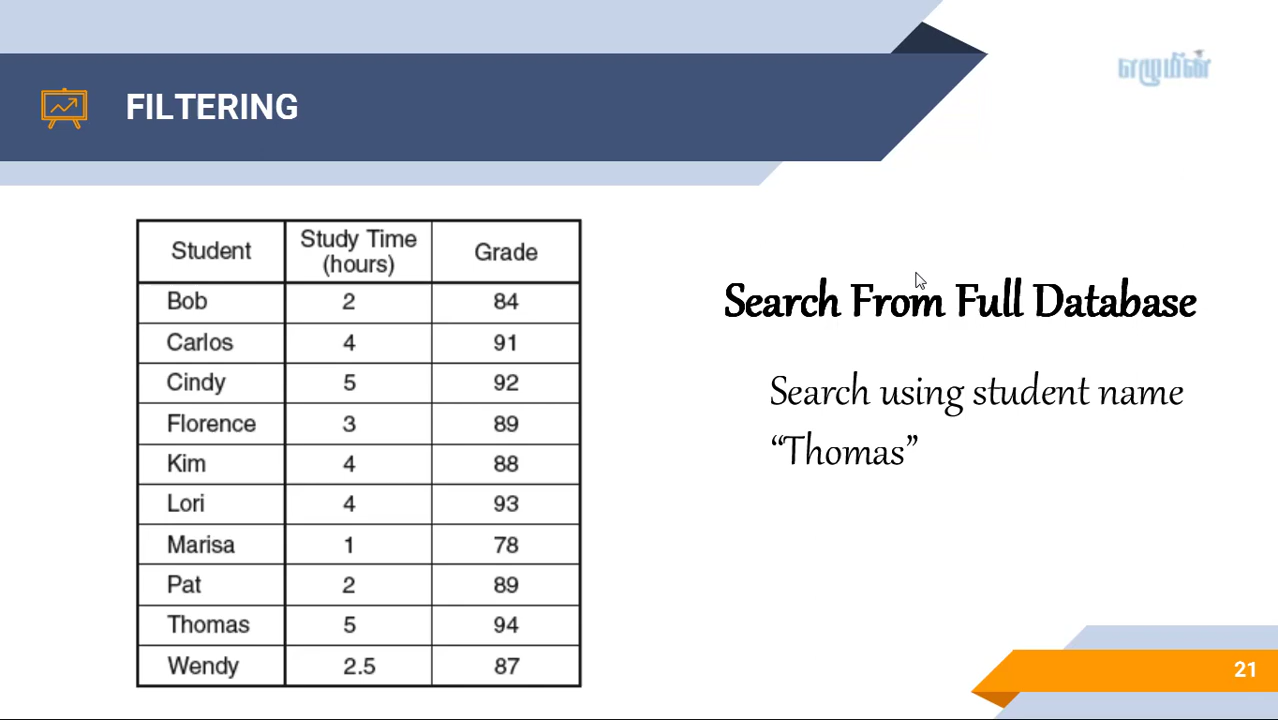 எழுமின்
FILTERING
Student Study Time (hours) Grade
Bob 2 84
Carlos 4 91
Cindy 5 92
Florence 3 89
Kim 4 88
Lori 4 93
Marisa 1 78
Pat 2 89
Thomas 5 94
Wendy 2.5 87
Search From Full Database
Search using student name
“Thomas”
21